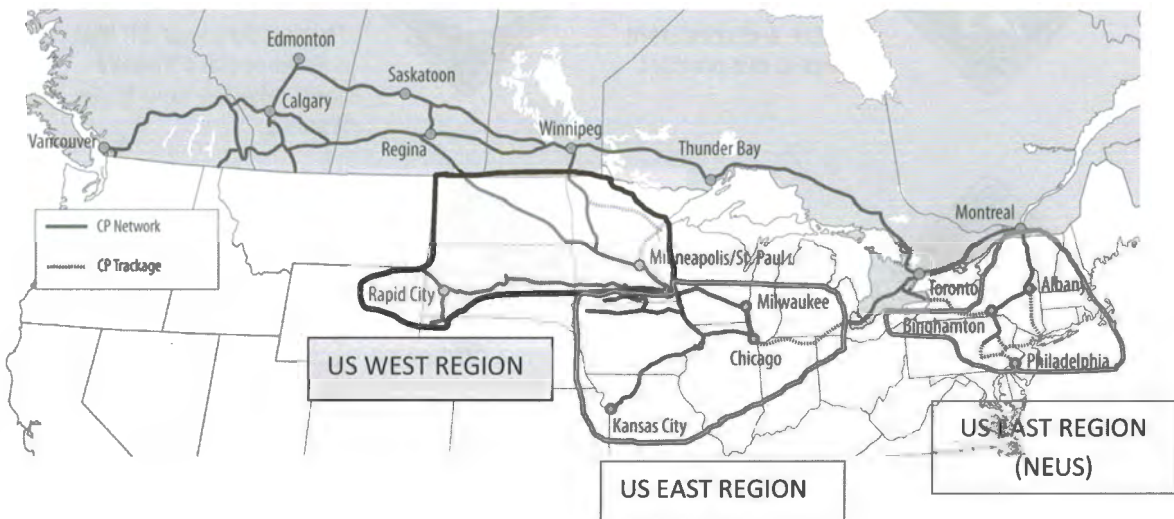 Edmonton
Saskatoon
Calgary
Vancouver
Winnipeg
Regina
Thunder Bay
Montreal
CP Network
CP Trackage
Minneapolis/St. Paul
Rapid City
Milwaukee
Toronto
Albany
Binghamton
Chicago
Philadelphia
US WEST REGION
Kansas City
US EAST REGION
(NEUS)
US EAST REGION